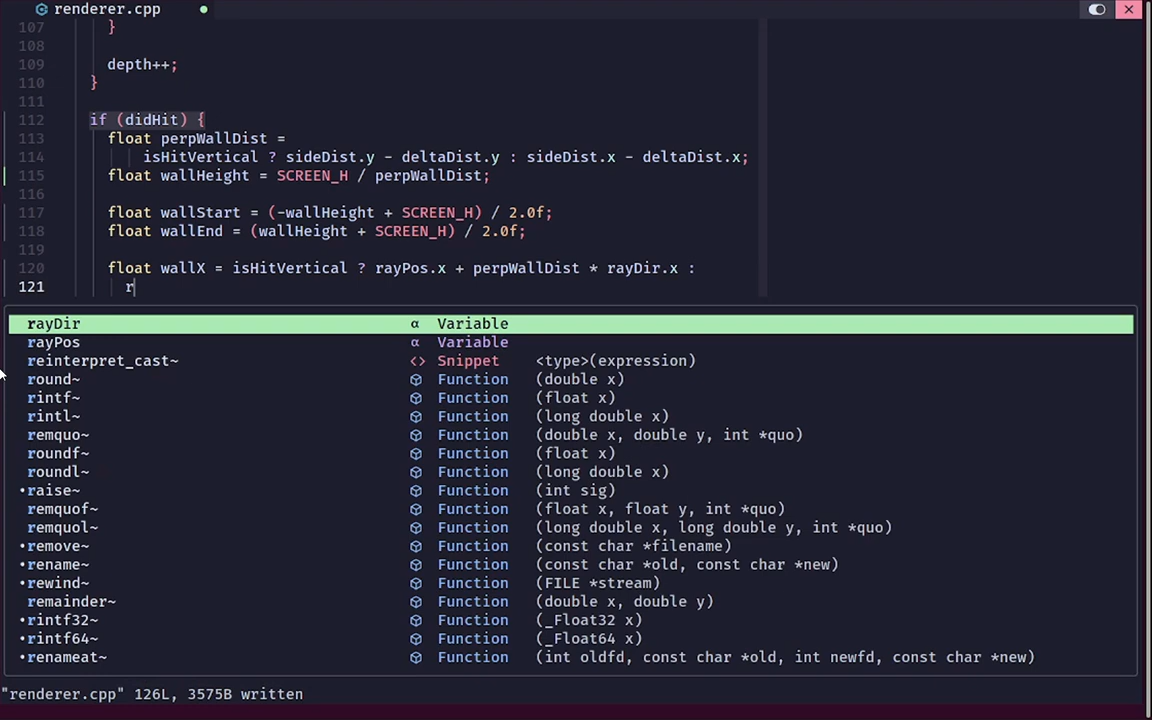 renderer.cpp
107 }
108
109 depth++;
110 }
111
112 if (didHit) {
113 float perpWallDist =
114 isHitVertical ? sideDist.y - deltaDist.y : sideDist.x - deltaDist.x;
115 float wallHeight = SCREEN_H / perpWallDist;
116
117 float wallStart = (-wallHeight + SCREEN_H) / 2.0f;
118 float wallEnd = (wallHeight + SCREEN_H) / 2.0f;
119
120 float wallX = isHitVertical ? rayPos.x + perpWallDist * rayDir.x :
121 r
rayDir α Variable
rayPos α Variable
reinterpret_cast~ <> Snippet <type>(expression)
round~ Function (double x)
rintf~ Function (float x)
rintl~ Function (long double x)
remquo~ Function (double x, double y, int *quo)
roundf~ Function (float x)
roundl~ Function (long double x)
•raise~ Function (int sig)
remquof~ Function (float x, float y, int *quo)
remquol~ Function (long double x, long double y, int *quo)
•remove~ Function (const char *filename)
•rename~ Function (const char *old, const char *new)
•rewind~ Function (FILE *stream)
remainder~ Function (double x, double y)
•rintf32~ Function (_Float32 x)
•rintf64~ Function (_Float64 x)
•renameat~ Function (int oldfd, const char *old, int newfd, const char *new)
"renderer.cpp" 126L, 3575B written